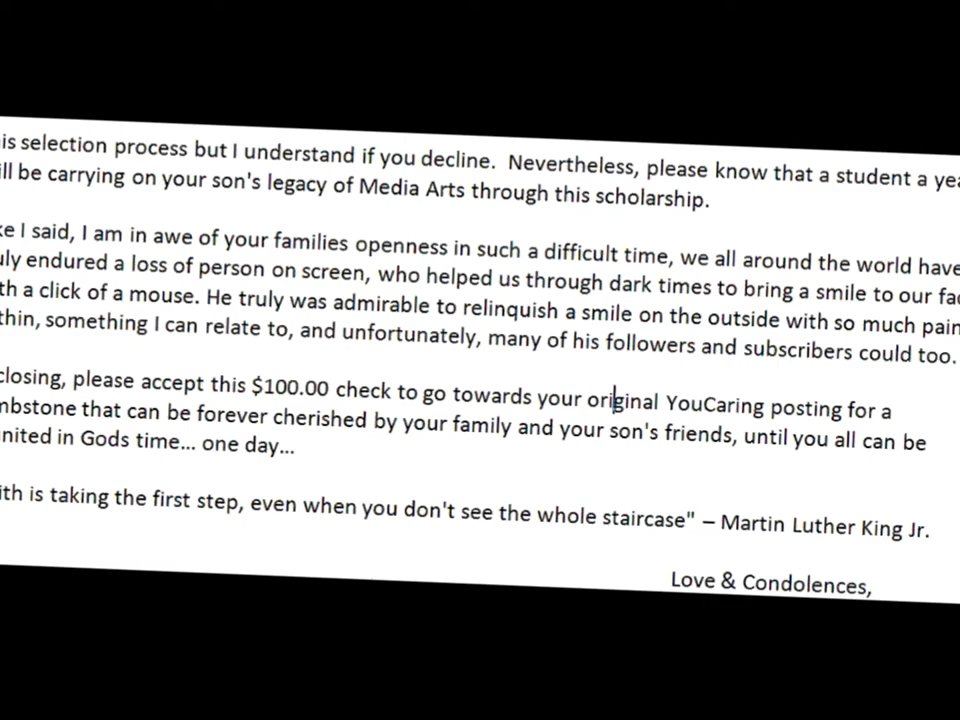 is selection process but I understand if you decline.  Nevertheless, please know that a student a
be carrying on your son's legacy of Media Arts through this scholarship.
I said, I am in awe of your families openness in such a difficult time, we all around the world have
endured a loss of person on screen, who helped us through dark times to bring a smile to our
a click of a mouse. He truly was admirable to relinquish a smile on the outside with so much pain
something I can relate to, and unfortunately, many of his followers and subscribers could too.
closing, please accept this $100.00 check to go towards your original YouCaring posting for a
that can be forever cherished by your family and your son's friends, until you all can be
in Gods time... one day...
is taking the first step, even when you don't see the whole staircase" – Martin Luther King Jr.
Love & Condolences,